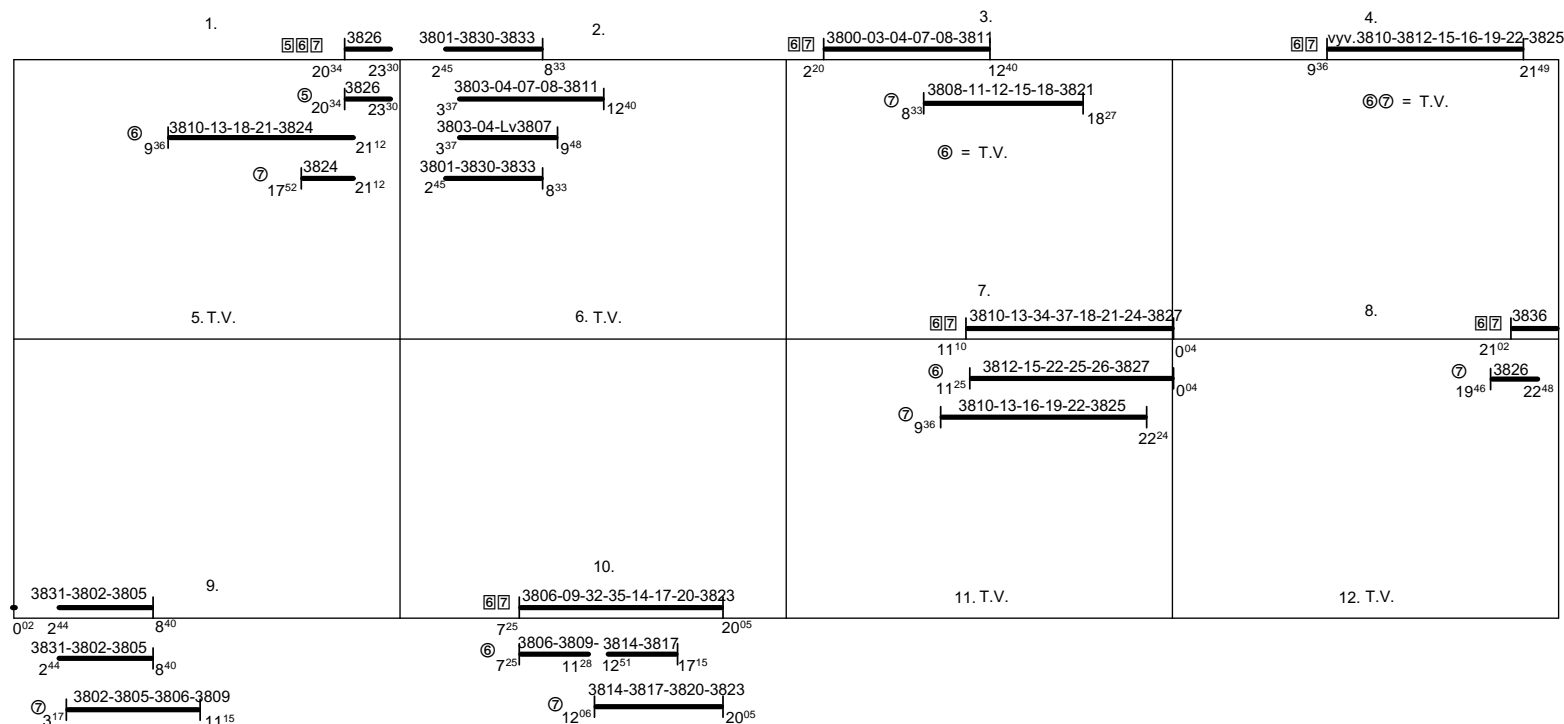 1. 2. 3. 4.
5 6 7 3826 3801-3830-3833 6 7 3800-03-04-07-08-3811 6 7 vyv.3810-3812-15-16-19-22-3825
20³⁴ 23³⁰ 2⁴⁵ 8³³ 2²⁰ 12⁴⁰ 9³⁶ 21⁴⁹
⑤ 3826 3803-04-07-08-3811 ⑦ 3808-11-12-15-18-3821 ⑥⑦ = T.V.
20³⁴ 23³⁰ 3³⁷ 12⁴⁰ 8³³ 18²⁷
⑥ 3810-13-18-21-3824 3803-04-Lv3807 ⑥ = T.V.
9³⁶ 21¹² 3³⁷ 9⁴⁸
⑦ 3824 3801-3830-3833
17⁵² 21¹² 2⁴⁵ 8³³
5. T.V. 6. T.V. 7. 8.
6 7 3810-13-34-37-18-21-24-3827 6 7 3836
11¹⁰ 0⁰⁴ 21⁰²
⑥ 3812-15-22-25-26-3827 ⑦ 3826
11²⁵ 0⁰⁴ 19⁴⁶ 22⁴⁸
⑦ 3810-13-16-19-22-3825
9³⁶ 22²⁴
9. 10. 11. T.V. 12. T.V.
3831-3802-3805 6 7 3806-09-32-35-14-17-20-3823
0⁰² 2⁴⁴ 8⁴⁰ 7²⁵ 20⁰⁵
3831-3802-3805 ⑥ 3806-3809- 3814-3817
2⁴⁴ 8⁴⁰ 7²⁵ 11²⁸ 12⁵¹ 17¹⁵
⑦ 3802-3805-3806-3809 ⑦ 3814-3817-3820-3823
3¹⁷ 11¹⁵ 12⁰⁶ 20⁰⁵